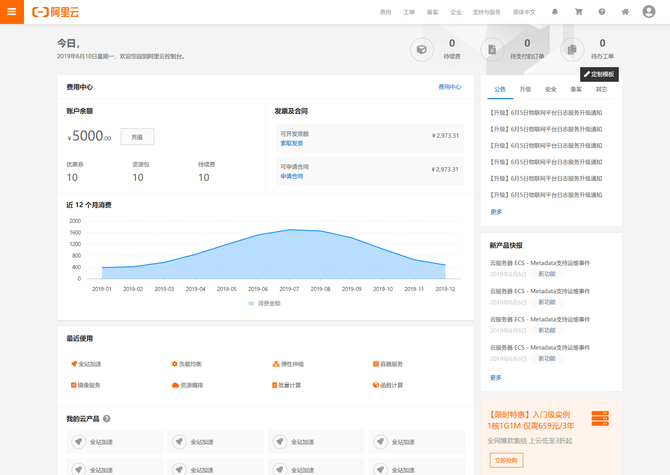 阿里云
费用 工单 备案 企业 支持与服务 简体中文
今日，
2019年6月10日星期一，欢迎您回到阿里云控制台。
0 待续费
0 待支付的订单
0 待办工单
定制模板
费用中心 费用中心
账户余额
¥5000.00 充值
优惠券 资源包 待续费
10 10 10
发票及合同
可开发票额 ¥2,973.31
索取发票
可申请合同 ¥2,973.31
申请合同
近 12 个月消费
2000
1600
1200
800
400
0
2019-01 2019-02 2019-03 2019-04 2019-05 2019-06 2019-07 2019-08 2019-09 2019-10 2019-11 2019-12
消费金额
最近使用
全站加速 负载均衡 弹性伸缩 容器服务
镜像服务 资源编排 批量计算 函数计算
我的云产品
全站加速 全站加速 全站加速 全站加速
全站加速 全站加速 全站加速 全站加速
公告 升级 安全 备案 其它
【升级】6月5日物联网平台日志服务升级通知
【升级】6月5日物联网平台日志服务升级通知
【升级】6月5日物联网平台日志服务升级通知
【升级】6月5日物联网平台日志服务升级通知
【升级】6月5日物联网平台日志服务升级通知
【升级】6月5日物联网平台日志服务升级通知
更多
新产品快报
云服务器 ECS - Metadata支持运维事件
2019年6月6日 新功能
云服务器 ECS - Metadata支持运维事件
2019年6月6日 新功能
云服务器 ECS - Metadata支持运维事件
2019年6月6日 新功能
云服务器 ECS - Metadata支持运维事件
2019年6月6日 新功能
更多
【限时特惠】入门级实例
1核1G1M 仅需659元/3年
全网爆款集结 上云低至3折起
立即抢购